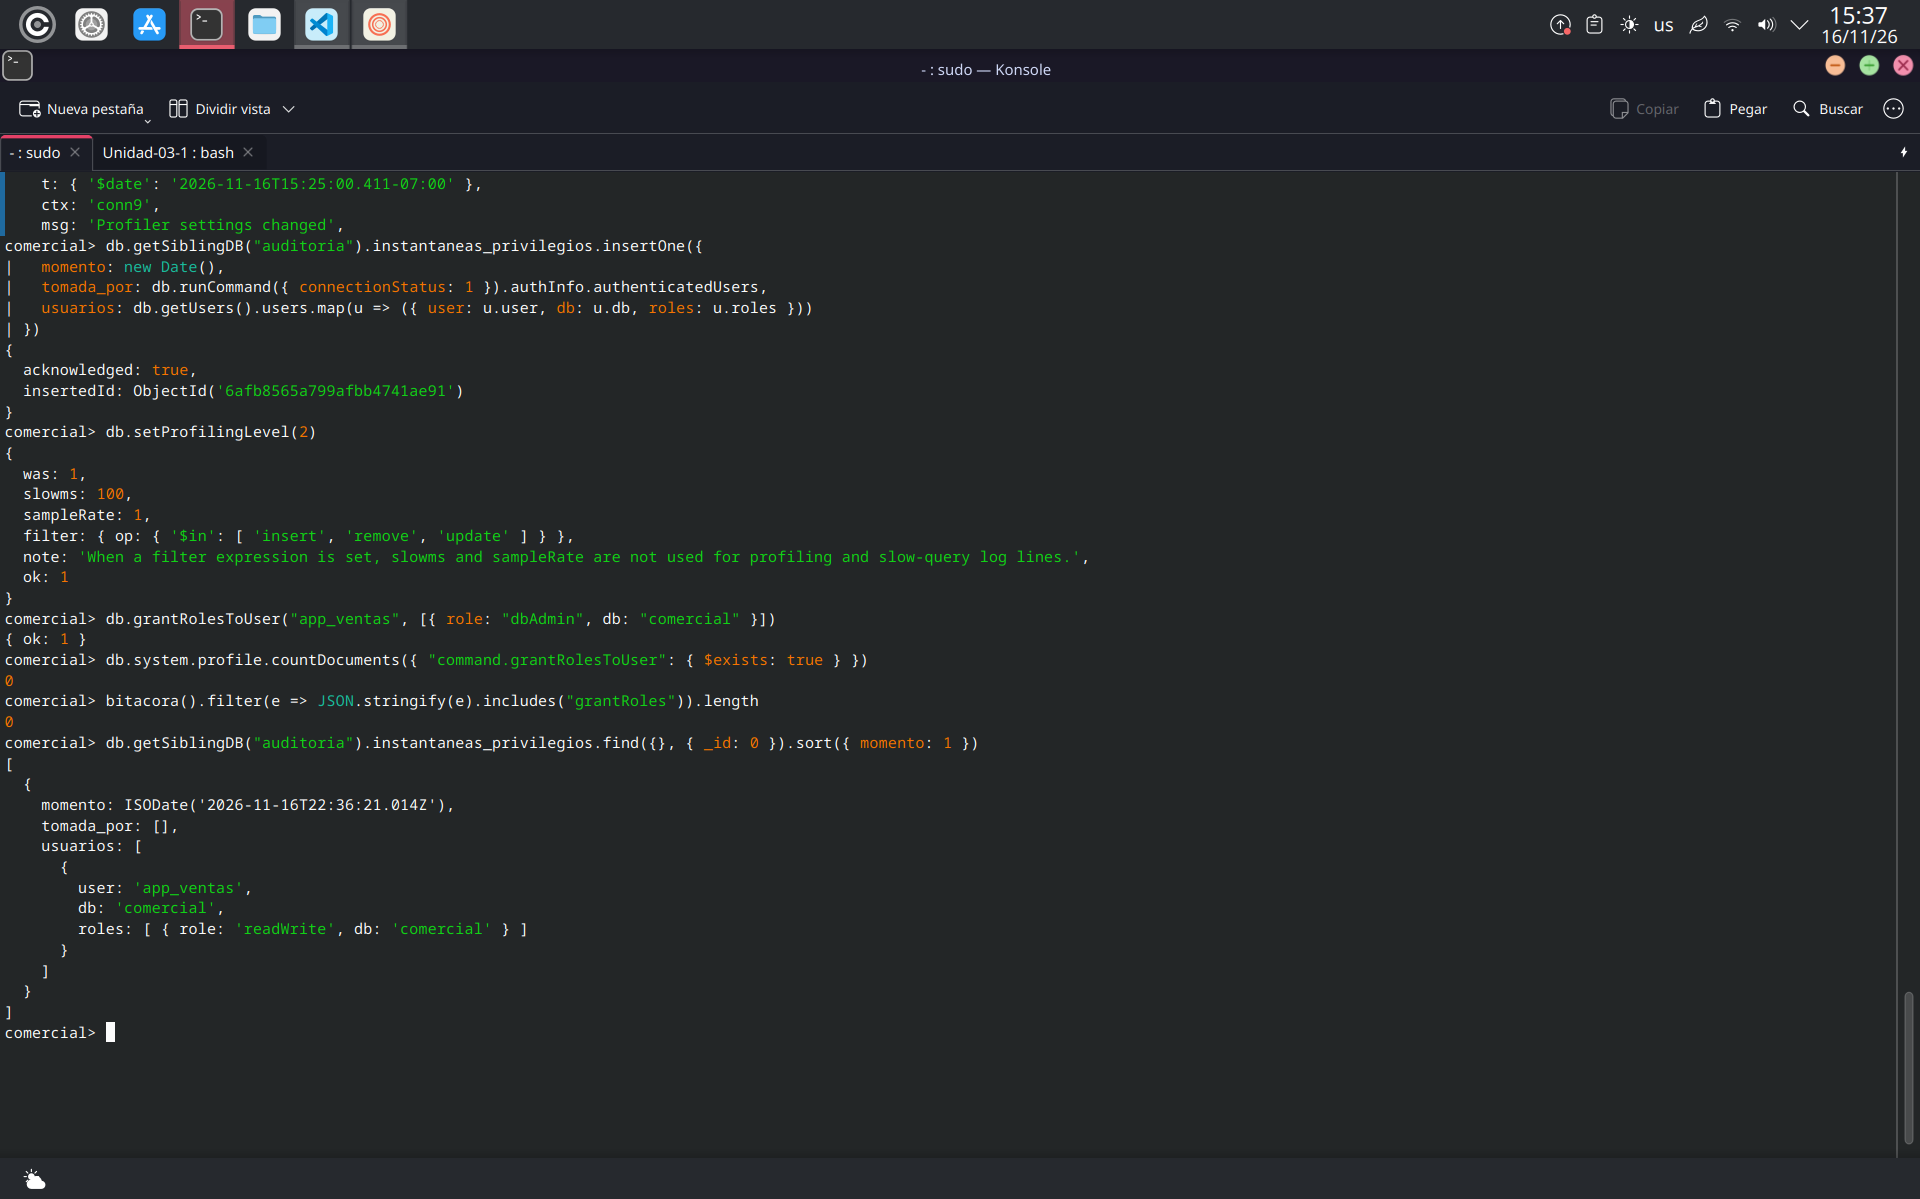 us
15:37
16/11/26
- : sudo — Konsole
Nueva pestaña
Dividir vista
Copiar
Pegar
Buscar
- : sudo
Unidad-03-1 : bash
t: { '$date': '2026-11-16T15:25:00.411-07:00' },
ctx: 'conn9',
msg: 'Profiler settings changed',
comercial> db.getSiblingDB("auditoria").instantaneas_privilegios.insertOne({
|   momento: new Date(),
|   tomada_por: db.runCommand({ connectionStatus: 1 }).authInfo.authenticatedUsers,
|   usuarios: db.getUsers().users.map(u => ({ user: u.user, db: u.db, roles: u.roles }))
| })
{
  acknowledged: true,
  insertedId: ObjectId('6afb8565a799afbb4741ae91')
}
comercial> db.setProfilingLevel(2)
{
  was: 1,
  slowms: 100,
  sampleRate: 1,
  filter: { op: { '$in': [ 'insert', 'remove', 'update' ] } },
  note: 'When a filter expression is set, slowms and sampleRate are not used for profiling and slow-query log lines.',
  ok: 1
}
comercial> db.grantRolesToUser("app_ventas", [{ role: "dbAdmin", db: "comercial" }])
{ ok: 1 }
comercial> db.system.profile.countDocuments({ "command.grantRolesToUser": { $exists: true } })
0
comercial> bitacora().filter(e => JSON.stringify(e).includes("grantRoles")).length
0
comercial> db.getSiblingDB("auditoria").instantaneas_privilegios.find({}, { _id: 0 }).sort({ momento: 1 })
[
  {
    momento: ISODate('2026-11-16T22:36:21.014Z'),
    tomada_por: [],
    usuarios: [
      {
        user: 'app_ventas',
        db: 'comercial',
        roles: [ { role: 'readWrite', db: 'comercial' } ]
      }
    ]
  }
]
comercial>